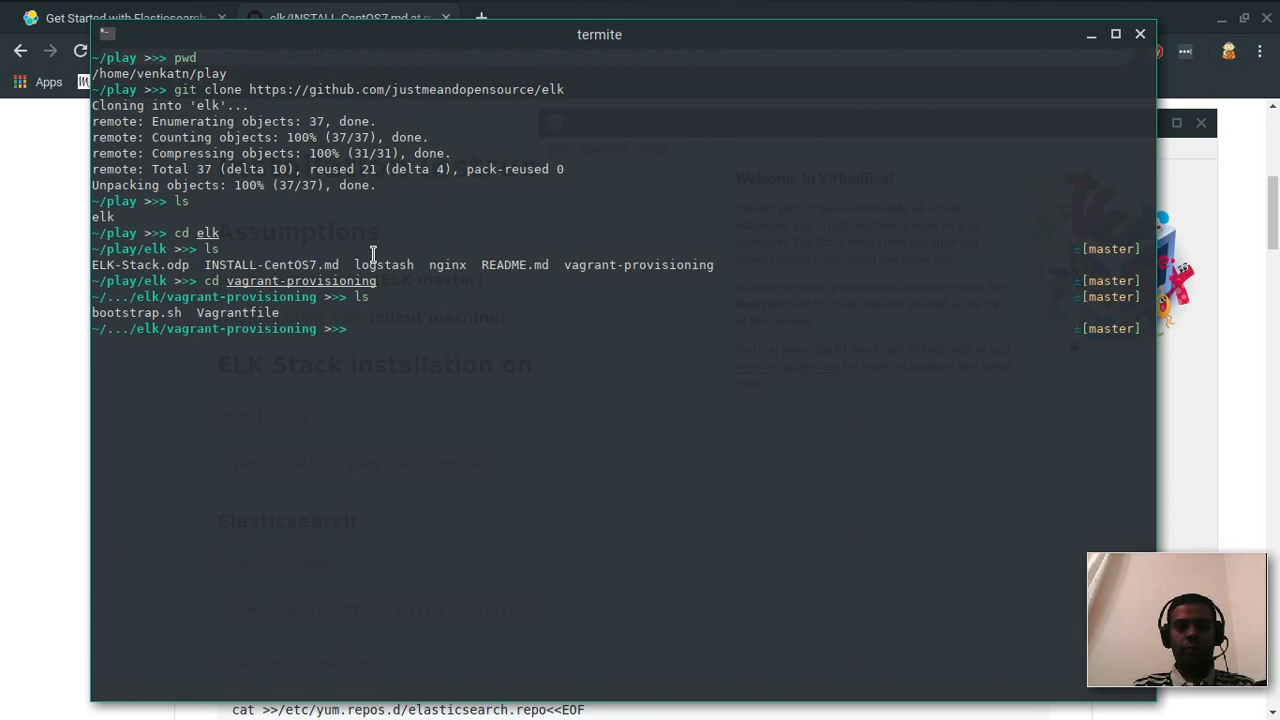 Get Started with Elasticsearch
elk/INSTALL_CentOS7.md at m
termite
Apps
~/play >>> pwd
/home/venkatn/play
~/play >>> git clone https://github.com/justmeandopensource/elk
Cloning into 'elk'...
remote: Enumerating objects: 37, done.
remote: Counting objects: 100% (37/37), done.
remote: Compressing objects: 100% (31/31), done.
remote: Total 37 (delta 10), reused 21 (delta 4), pack-reused 0
Unpacking objects: 100% (37/37), done.
~/play >>> ls
elk
~/play >>> cd elk
~/play/elk >>> ls ±[master]
ELK-Stack.odp INSTALL-CentOS7.md logstash nginx README.md vagrant-provisioning
~/play/elk >>> cd vagrant-provisioning ±[master]
~/.../elk/vagrant-provisioning >>> ls ±[master]
bootstrap.sh Vagrantfile
~/.../elk/vagrant-provisioning >>> ±[master]
Welcome to VirtualBox!
Assumptions
(client machine)
ELK Stack installation on
Elasticsearch
cat >>/etc/yum.repos.d/elasticsearch.repo<<EOF